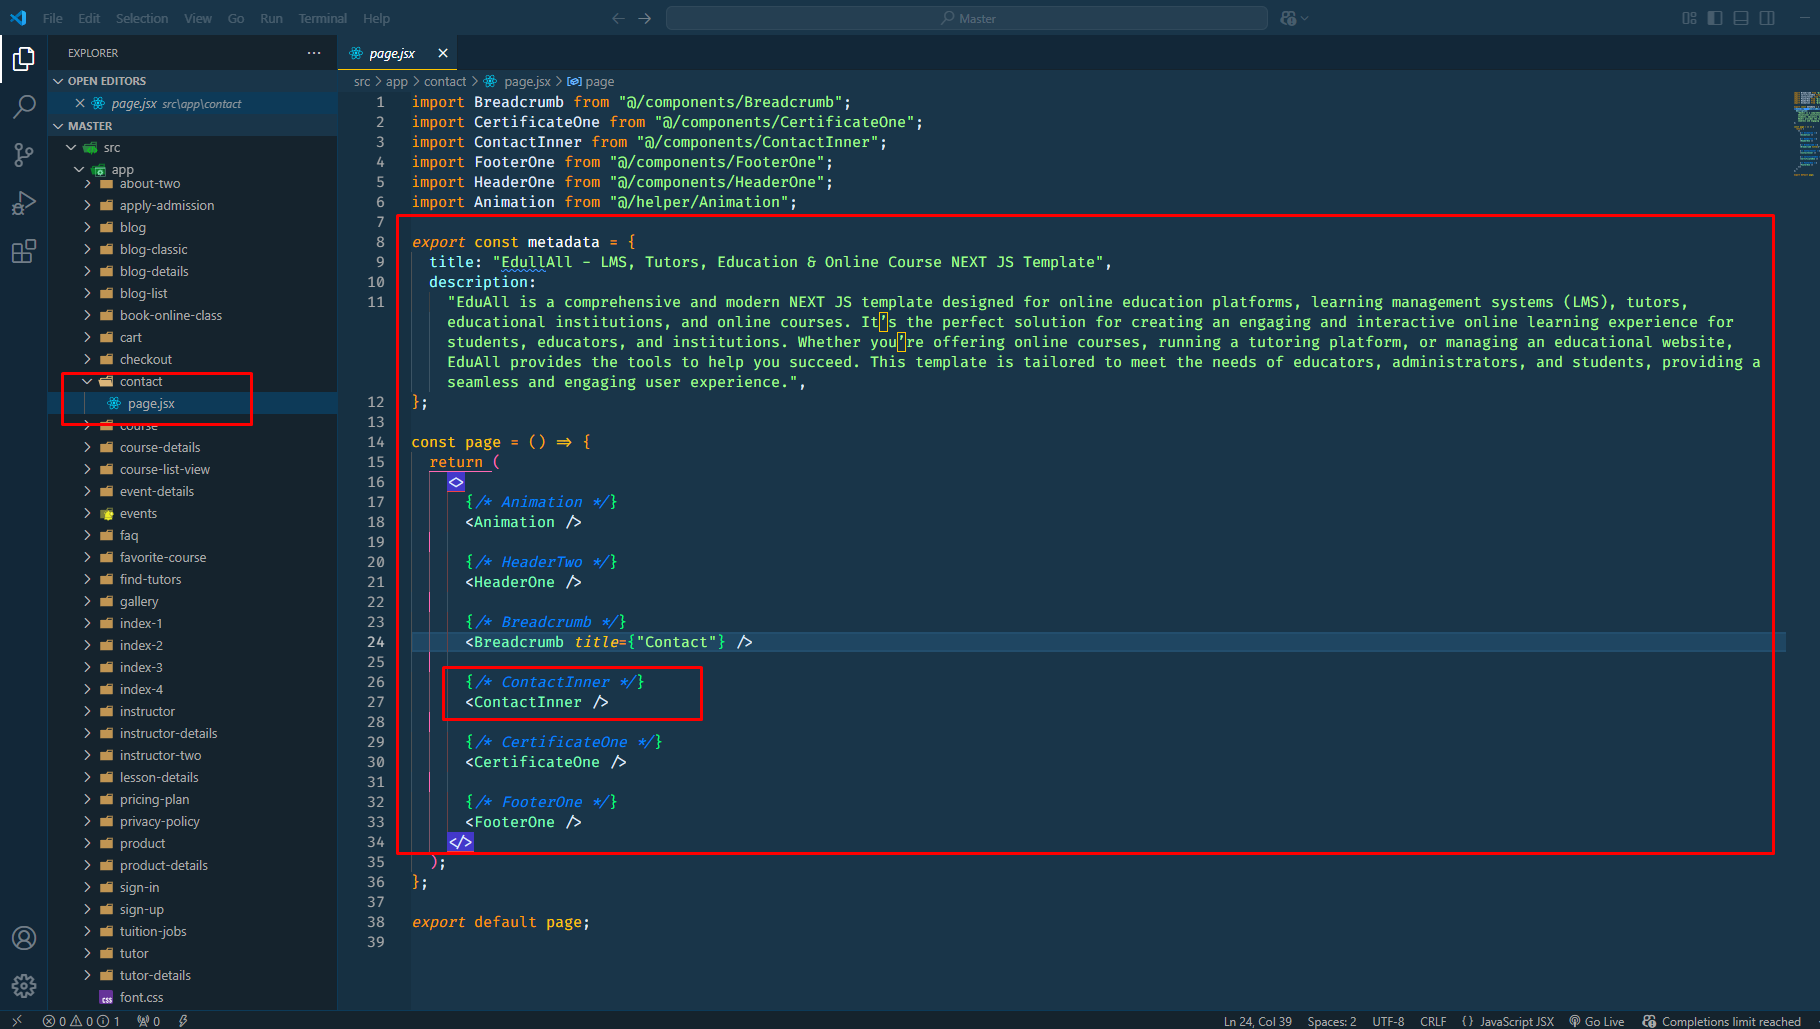 File Edit Selection View Go Run Terminal Help
Master
EXPLORER
OPEN EDITORS
page.jsx src\app\contact
MASTER
src
app
about-two
apply-admission
blog
blog-classic
blog-details
blog-list
book-online-class
cart
checkout
contact
page.jsx
course
course-details
course-list-view
event-details
events
faq
favorite-course
find-tutors
gallery
index-1
index-2
index-3
index-4
instructor
instructor-details
instructor-two
lesson-details
pricing-plan
privacy-policy
product
product-details
sign-in
sign-up
tuition-jobs
tutor
tutor-details
font.css
page.jsx
src > app > contact > page.jsx > page
1 import Breadcrumb from "@/components/Breadcrumb";
2 import CertificateOne from "@/components/CertificateOne";
3 import ContactInner from "@/components/ContactInner";
4 import FooterOne from "@/components/FooterOne";
5 import HeaderOne from "@/components/HeaderOne";
6 import Animation from "@/helper/Animation";
7
8 export const metadata = {
9 title: "EdullAll - LMS, Tutors, Education & Online Course NEXT JS Template",
10 description:
11 "EduAll is a comprehensive and modern NEXT JS template designed for online education platforms, learning management systems (LMS), tutors,
educational institutions, and online courses. It’s the perfect solution for creating an engaging and interactive online learning experience for
students, educators, and institutions. Whether you’re offering online courses, running a tutoring platform, or managing an educational website,
EduAll provides the tools to help you succeed. This template is tailored to meet the needs of educators, administrators, and students, providing a
seamless and engaging user experience.",
12 };
13
14 const page = () => {
15 return (
16 <>
17 {/* Animation */}
18 <Animation />
19
20 {/* HeaderTwo */}
21 <HeaderOne />
22
23 {/* Breadcrumb */}
24 <Breadcrumb title={"Contact"} />
25
26 {/* ContactInner */}
27 <ContactInner />
28
29 {/* CertificateOne */}
30 <CertificateOne />
31
32 {/* FooterOne */}
33 <FooterOne />
34 </>
35 );
36 };
37
38 export default page;
39
0 0 1 0 Ln 24, Col 39 Spaces: 2 UTF-8 CRLF {} JavaScript JSX Go Live Completions limit reached